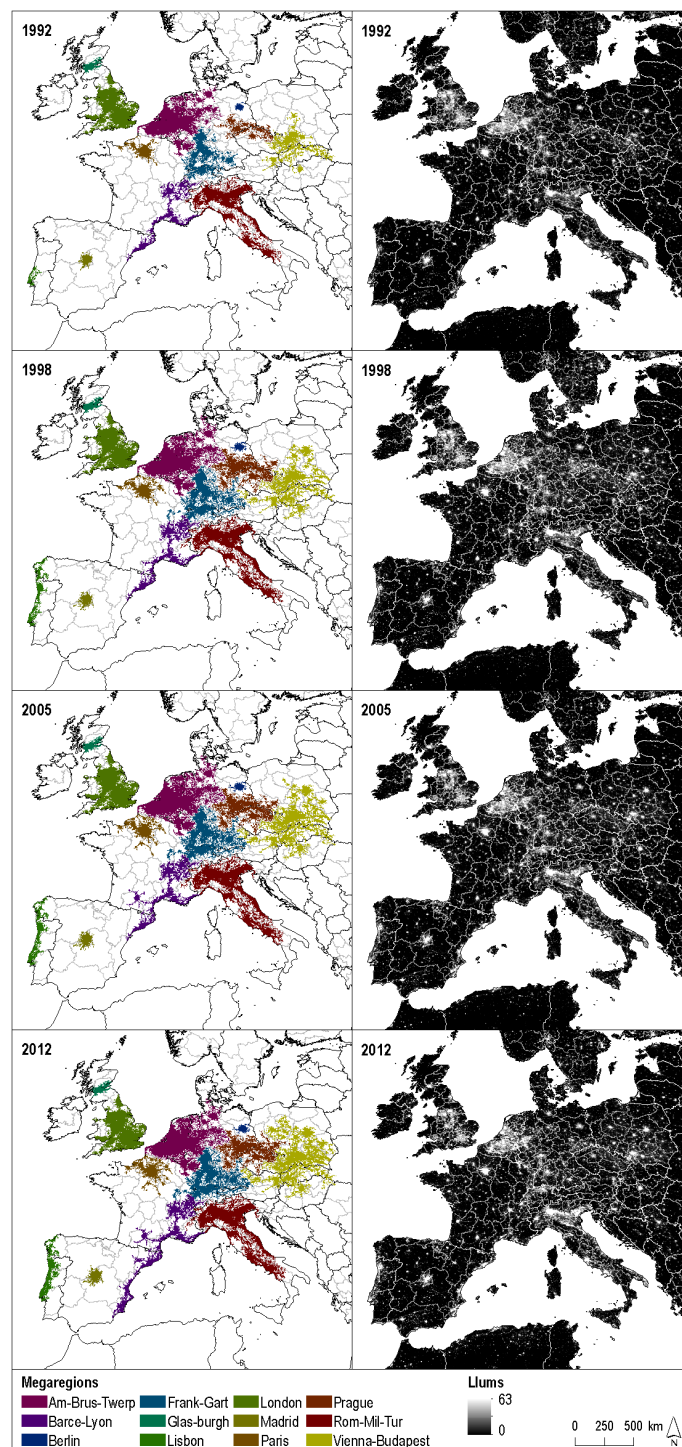 1992
1992
1998
1998
2005
2005
2012
2012
Megaregions
Am-Brus-Twerp
Frank-Gart
London
Prague
Barce-Lyon
Glas-burgh
Madrid
Rom-Mil-Tur
Berlin
Lisbon
Paris
Vienna-Budapest
Llums
63
0
0 250 500 km
N